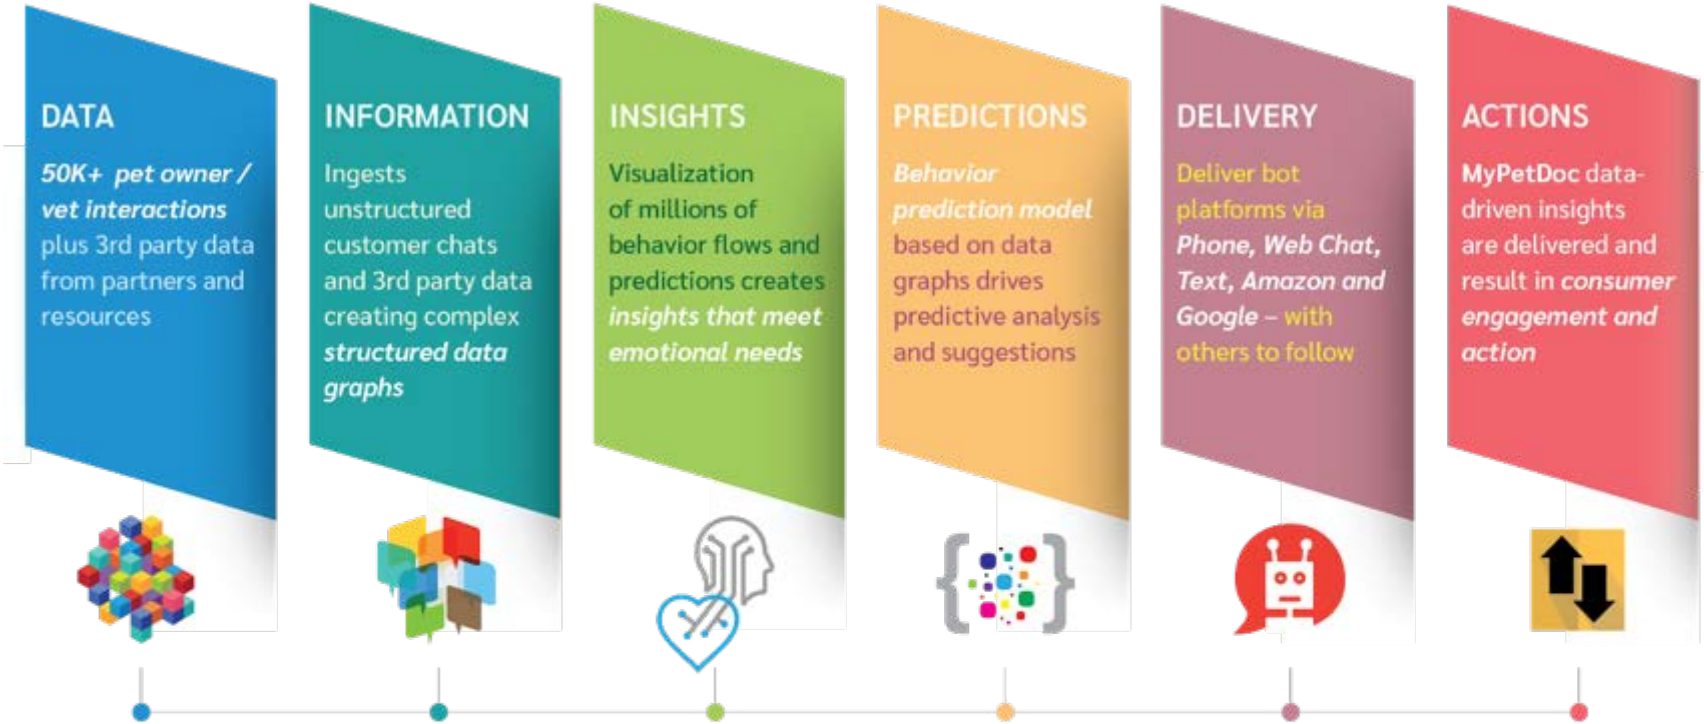 DATA
50K+ pet owner /
vet interactions
plus 3rd party data
from partners and
resources
INFORMATION
Ingests
unstructured
customer chats
and 3rd party data
creating complex
structured data
graphs
INSIGHTS
Visualization
of millions of
behavior flows and
predictions creates
insights that meet
emotional needs
PREDICTIONS
Behavior
prediction model
based on data
graphs drives
predictive analysis
and suggestions
DELIVERY
Deliver bot
platforms via
Phone, Web Chat,
Text, Amazon and
Google – with
others to follow
ACTIONS
MyPetDoc data-
driven insights
are delivered and
result in consumer
engagement and
action